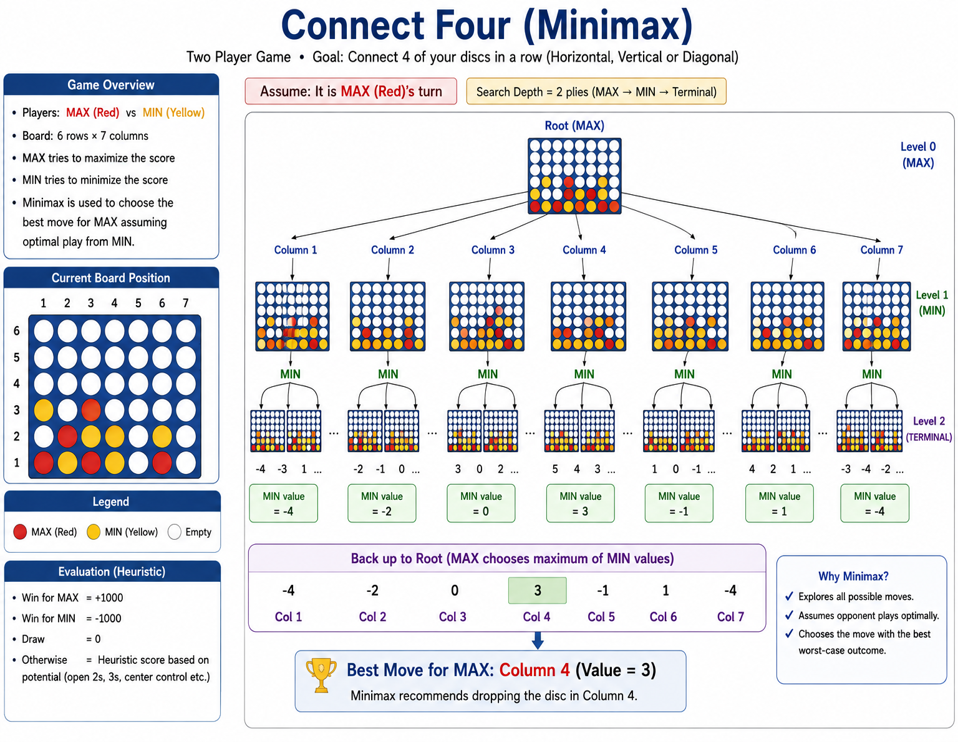 Connect Four (Minimax)
Two Player Game • Goal: Connect 4 of your discs in a row (Horizontal, Vertical or Diagonal)
Game Overview
• Players: MAX (Red) vs MIN (Yellow)
• Board: 6 rows × 7 columns
• MAX tries to maximize the score
• MIN tries to minimize the score
• Minimax is used to choose the
best move for MAX assuming
optimal play from MIN.
Current Board Position
1 2 3 4 5 6 7
6
5
4
3
2
1
Legend
MAX (Red) MIN (Yellow) Empty
Evaluation (Heuristic)
• Win for MAX = +1000
• Win for MIN = -1000
• Draw = 0
• Otherwise = Heuristic score based on
potential (open 2s, 3s, center control etc.)
Assume: It is MAX (Red)'s turn
Search Depth = 2 plies (MAX → MIN → Terminal)
Root (MAX)
Level 0
(MAX)
Column 1 Column 2 Column 3 Column 4 Column 5 Column 6 Column 7
Level 1
(MIN)
MIN MIN MIN MIN MIN MIN MIN
... ... ... ... ... ...
Level 2
(TERMINAL)
-4 -3 1 ... -2 -1 0 ... 3 0 2 ... 5 4 3 ... 1 0 -1 ... 4 2 1 ... -3 -4 -2 ...
MIN value MIN value MIN value MIN value MIN value MIN value MIN value
= -4 = -2 = 0 = 3 = -1 = 1 = -4
Back up to Root (MAX chooses maximum of MIN values)
-4 -2 0 3 -1 1 -4
Col 1 Col 2 Col 3 Col 4 Col 5 Col 6 Col 7
Best Move for MAX: Column 4 (Value = 3)
Minimax recommends dropping the disc in Column 4.
Why Minimax?
✓ Explores all possible moves.
✓ Assumes opponent plays optimally.
✓ Chooses the move with the best
worst-case outcome.